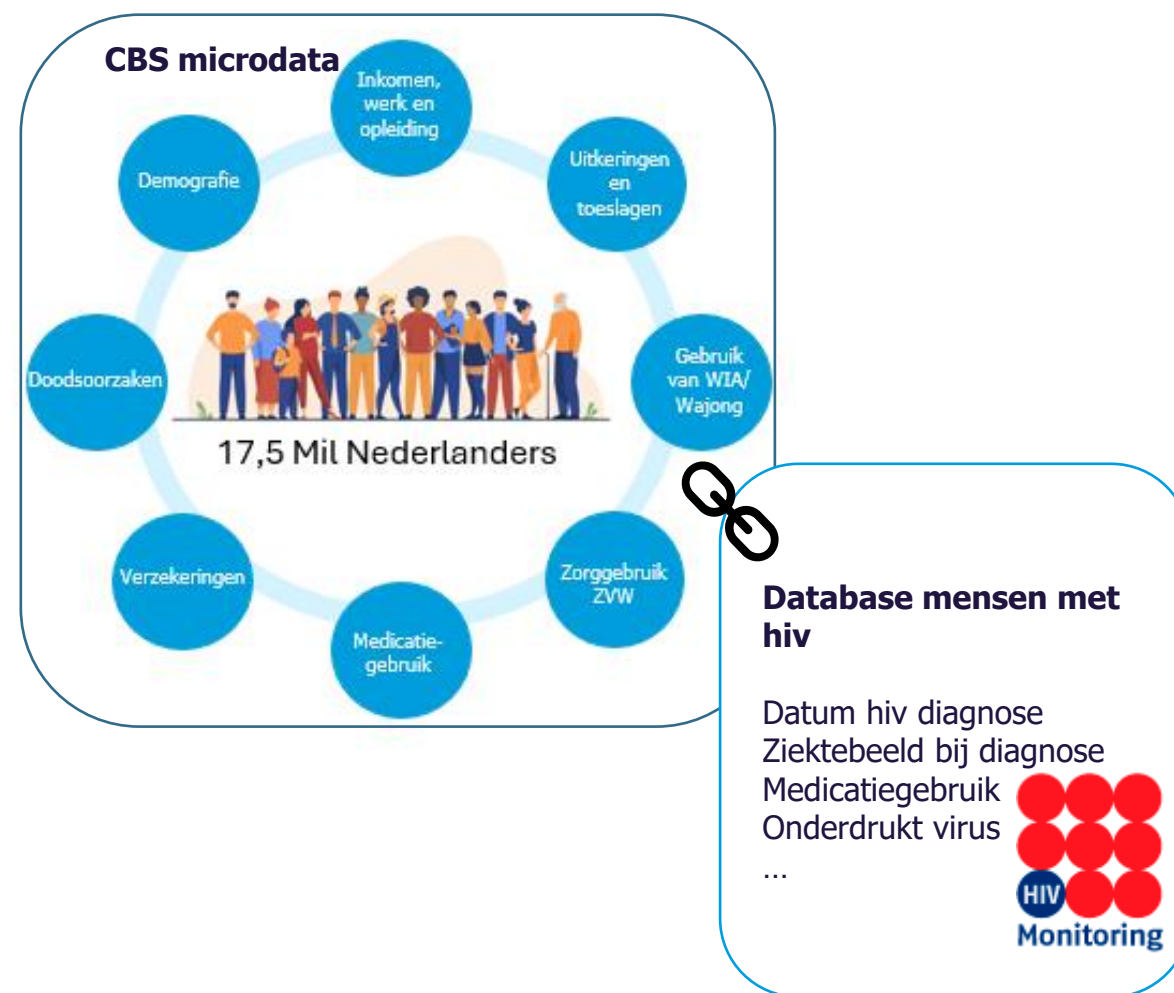 CBS microdata
Inkomen,
werk en
opleiding
Uitkeringen
en
toeslagen
Demografie
Gebruik
van WIA/
Wajong
Doodsoorzaken
17,5 Mil Nederlanders
Zorggebruik
ZVW
Verzekeringen
Medicatie-
gebruik
Database mensen met
hiv
Datum hiv diagnose
Ziektebeeld bij diagnose
Medicatiegebruik
Onderdrukt virus
...
HIV
Monitoring